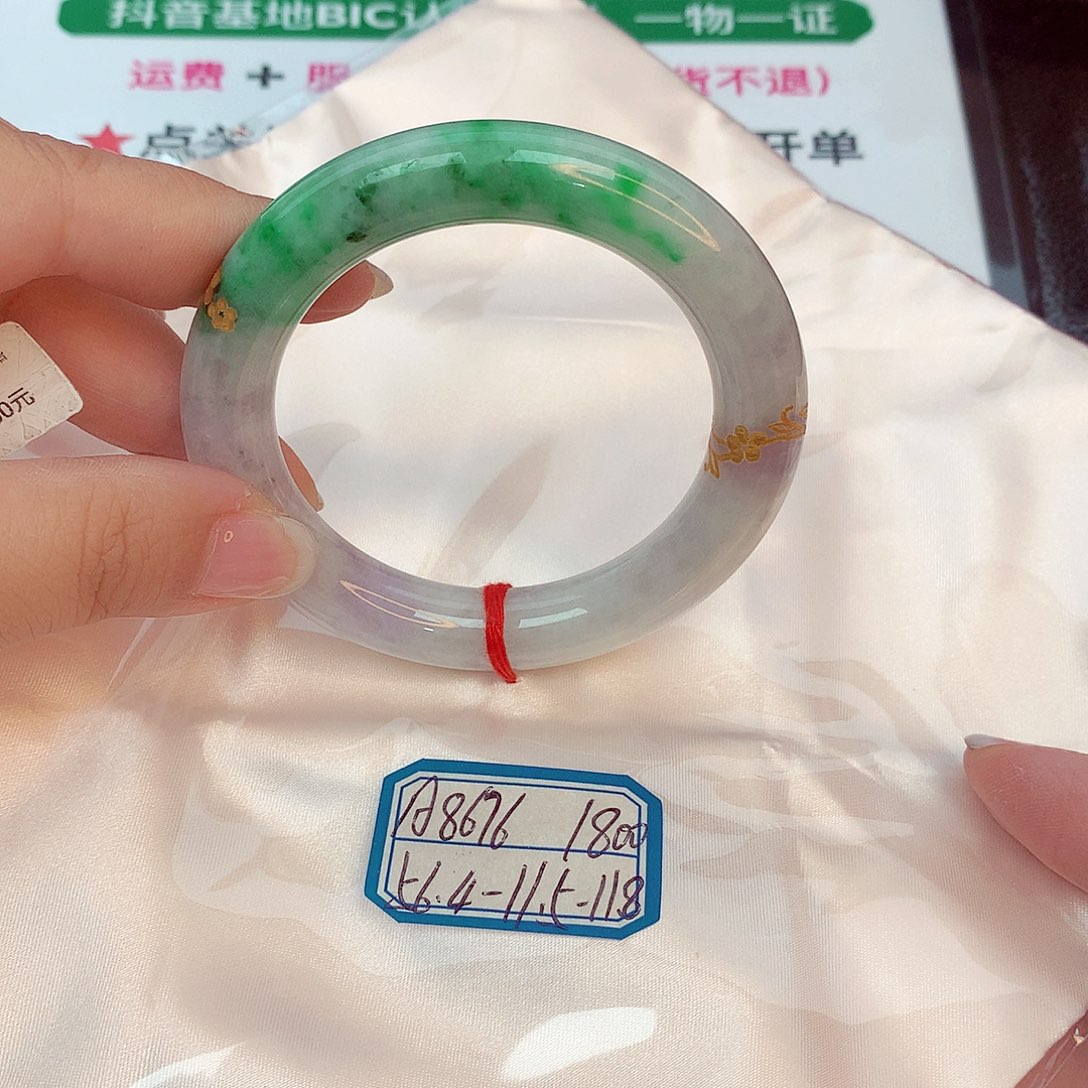 抖音基地BIC认 一物一证
运费 + 服 货不退）
★点 开单
0元
A8676 1800
56.4-11.5-11.8